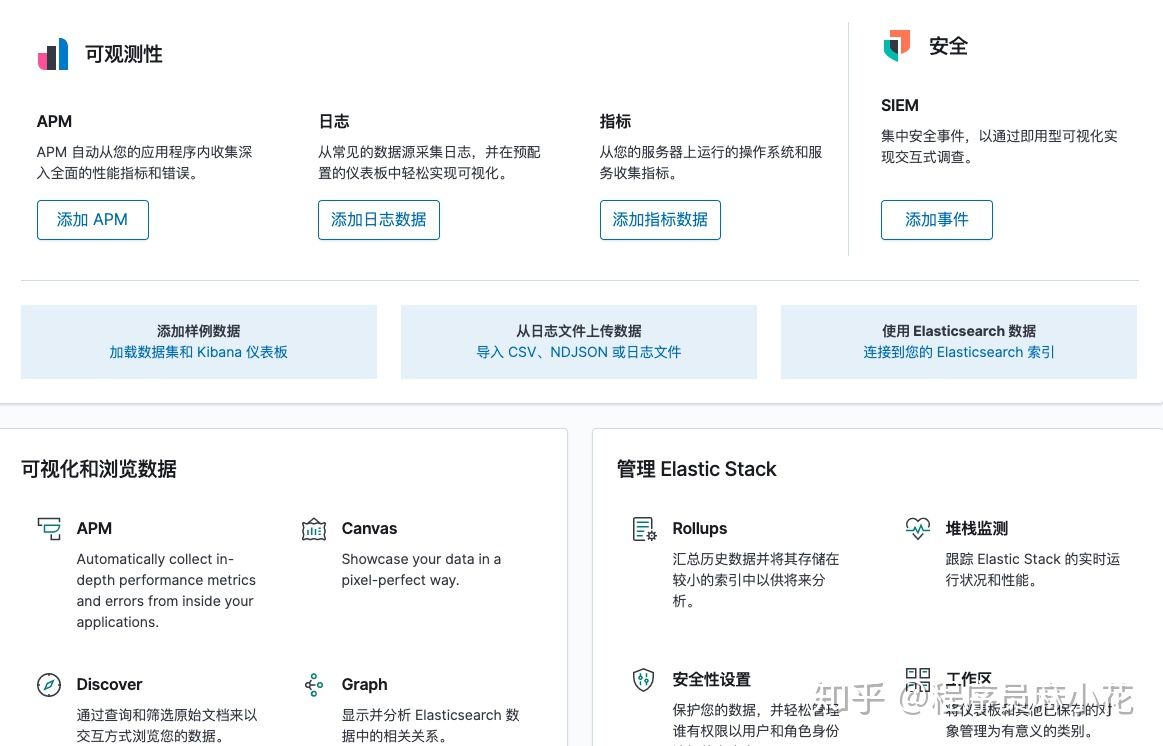 可观测性
安全
APM
APM 自动从您的应用程序内收集深
入全面的性能指标和错误。
添加 APM
日志
从常见的数据源采集日志，并在预配
置的仪表板中轻松实现可视化。
添加日志数据
指标
从您的服务器上运行的操作系统和服
务收集指标。
添加指标数据
SIEM
集中安全事件，以通过即用型可视化实
现交互式调查。
添加事件
添加样例数据
加载数据集和 Kibana 仪表板
从日志文件上传数据
导入 CSV、NDJSON 或日志文件
使用 Elasticsearch 数据
连接到您的 Elasticsearch 索引
可视化和浏览数据
APM
Automatically collect in-
depth performance metrics
and errors from inside your
applications.
Canvas
Showcase your data in a
pixel-perfect way.
Discover
通过查询和筛选原始文档来以
交互方式浏览您的数据。
Graph
显示并分析 Elasticsearch 数
据中的相关关系。
管理 Elastic Stack
Rollups
汇总历史数据并将其存储在
较小的索引中以供将来分
析。
堆栈监测
跟踪 Elastic Stack 的实时运
行状况和性能。
安全性设置
保护您的数据，并轻松管理
谁有权限以用户和角色身份
工作区
将仪表板和其他已保存的对
象管理为有意义的类别。
知乎 @程序员麻小花